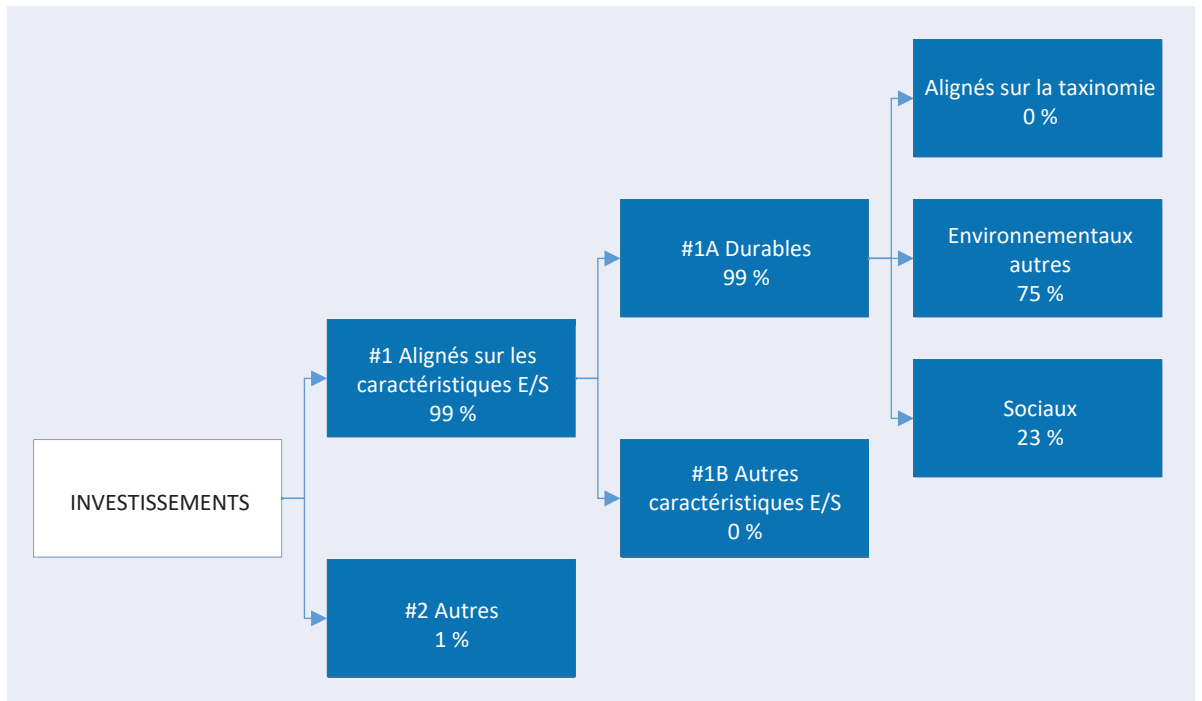 INVESTISSEMENTS
#1 Alignés sur les
caractéristiques E/S
99 %
#2 Autres
1 %
#1A Durables
99 %
#1B Autres
caractéristiques E/S
0 %
Alignés sur la taxinomie
0 %
Environnementaux
autres
75 %
Sociaux
23 %